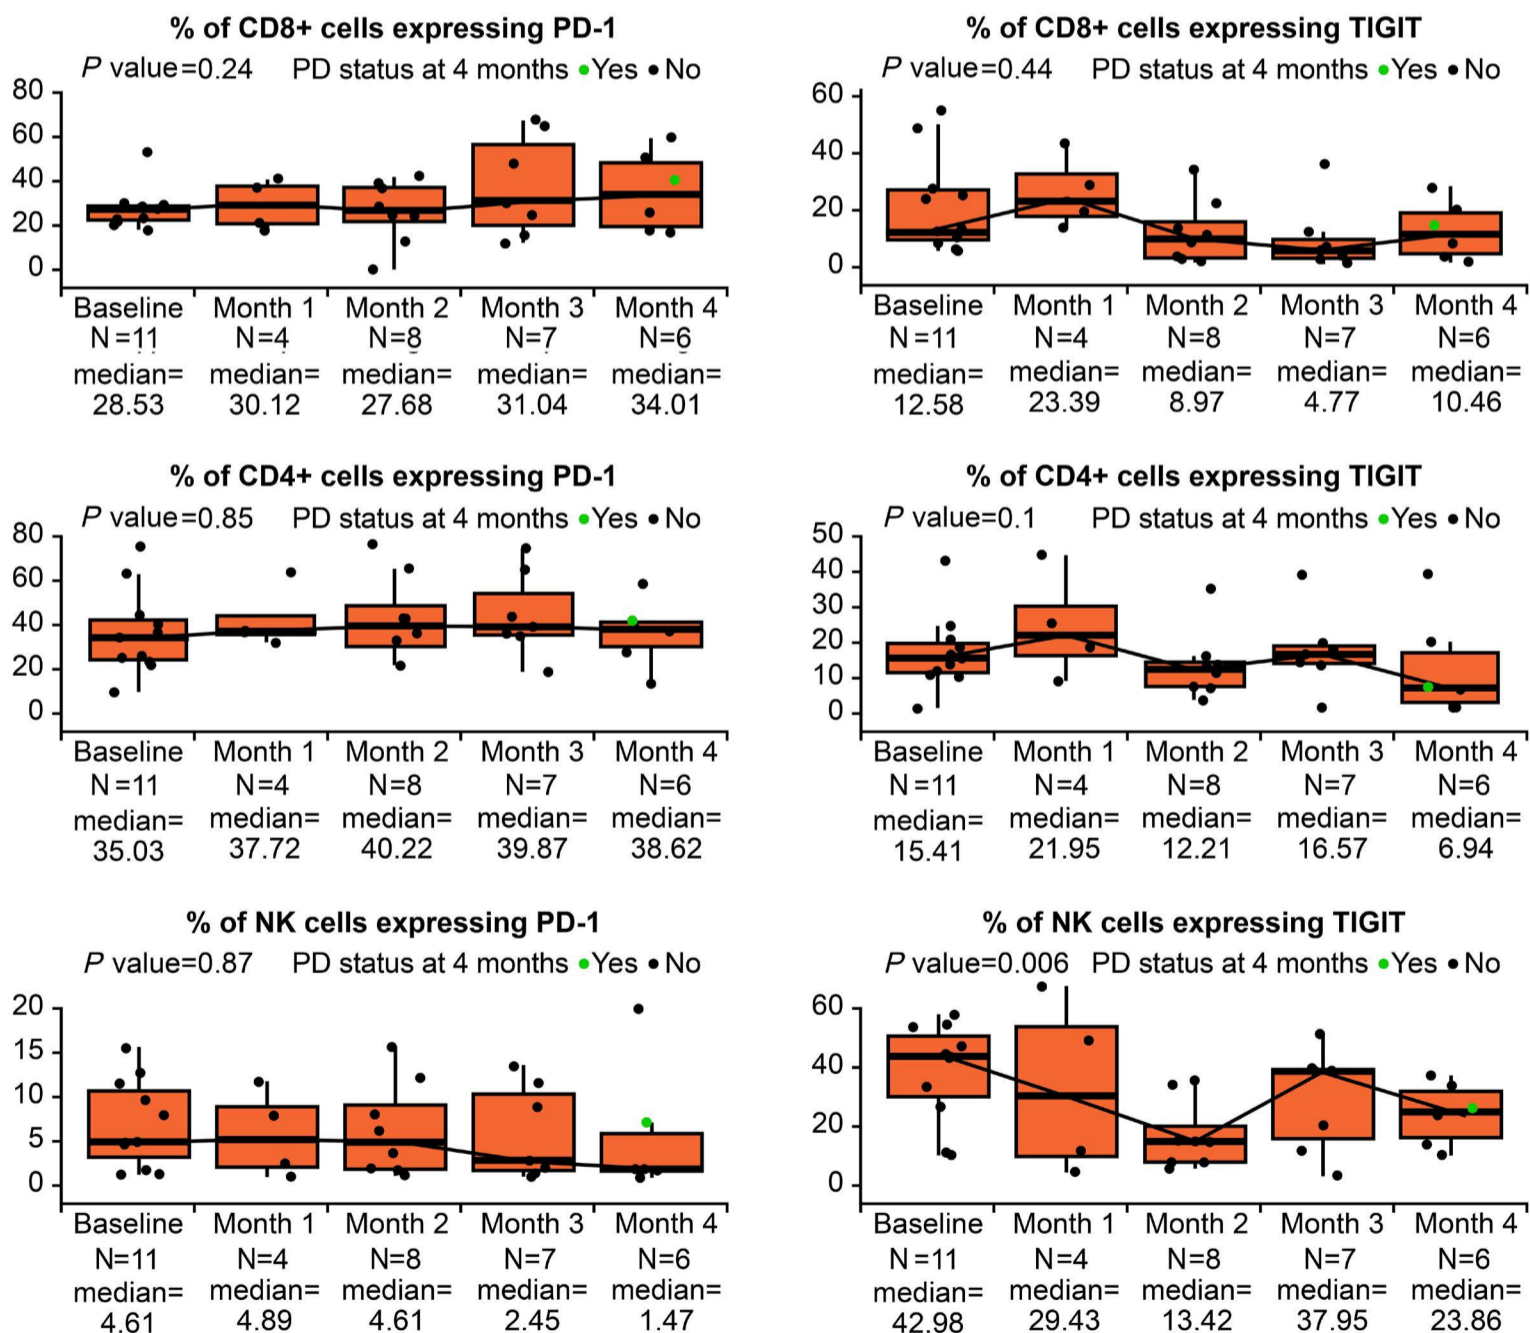 % of CD8+ cells expressing PD-1
P value=0.24 PD status at 4 months Yes No
80
60
40
20
0
Baseline Month 1 Month 2 Month 3 Month 4
N=11 N=4 N=8 N=7 N=6
median= median= median= median= median=
28.53 30.12 27.68 31.04 34.01
% of CD8+ cells expressing TIGIT
P value=0.44 PD status at 4 months Yes No
60
40
20
0
Baseline Month 1 Month 2 Month 3 Month 4
N=11 N=4 N=8 N=7 N=6
median= median= median= median= median=
12.58 23.39 8.97 4.77 10.46
% of CD4+ cells expressing PD-1
P value=0.85 PD status at 4 months Yes No
80
60
40
20
0
Baseline Month 1 Month 2 Month 3 Month 4
N=11 N=4 N=8 N=7 N=6
median= median= median= median= median=
35.03 37.72 40.22 39.87 38.62
% of CD4+ cells expressing TIGIT
P value=0.1 PD status at 4 months Yes No
50
40
30
20
10
0
Baseline Month 1 Month 2 Month 3 Month 4
N=11 N=4 N=8 N=7 N=6
median= median= median= median= median=
15.41 21.95 12.21 16.57 6.94
% of NK cells expressing PD-1
P value=0.87 PD status at 4 months Yes No
20
15
10
5
0
Baseline Month 1 Month 2 Month 3 Month 4
N=11 N=4 N=8 N=7 N=6
median= median= median= median= median=
4.61 4.89 4.61 2.45 1.47
% of NK cells expressing TIGIT
P value=0.006 PD status at 4 months Yes No
60
40
20
0
Baseline Month 1 Month 2 Month 3 Month 4
N=11 N=4 N=8 N=7 N=6
median= median= median= median= median=
42.98 29.43 13.42 37.95 23.86